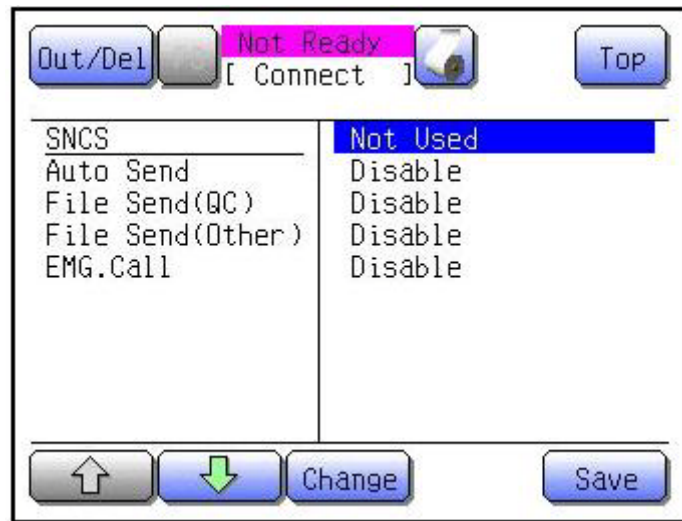 Out/Del
Not Ready
[ Connect ]
Top
SNCS Not Used
Auto Send Disable
File Send(QC) Disable
File Send(Other) Disable
EMG.Call Disable
Change
Save